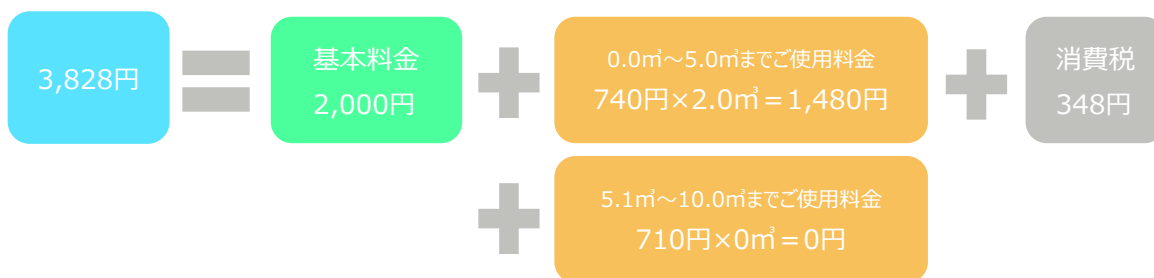 3,828円
基本料金
2,000円
0.0㎥～5.0㎥までご使用料金
740円×2.0㎥＝1,480円
消費税
348円
5.1㎥～10.0㎥までご使用料金
710円×0㎥＝0円